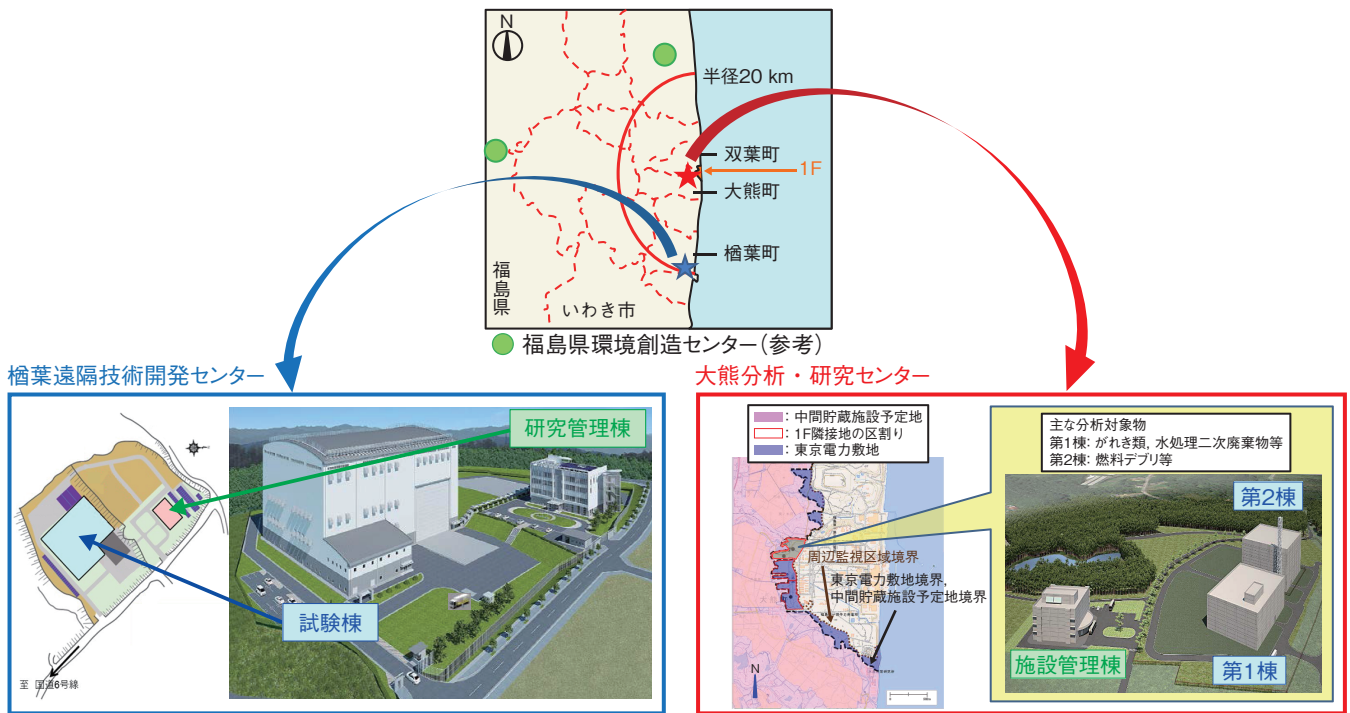 N
半径20 km
双葉町
1F
大熊町
楢葉町
福島県
いわき市
福島県環境創造センター(参考)
楢葉遠隔技術開発センター
研究管理棟
試験棟
至 国道6号線
大熊分析・研究センター
: 中間貯蔵施設予定地
: 1F隣接地の区割り
: 東京電力敷地
周辺監視区域境界
東京電力敷地境界,
中間貯蔵施設予定地境界
N
主な分析対象物
第1棟: がれき類, 水処理二次廃棄物等
第2棟: 燃料デブリ等
第2棟
施設管理棟
第1棟